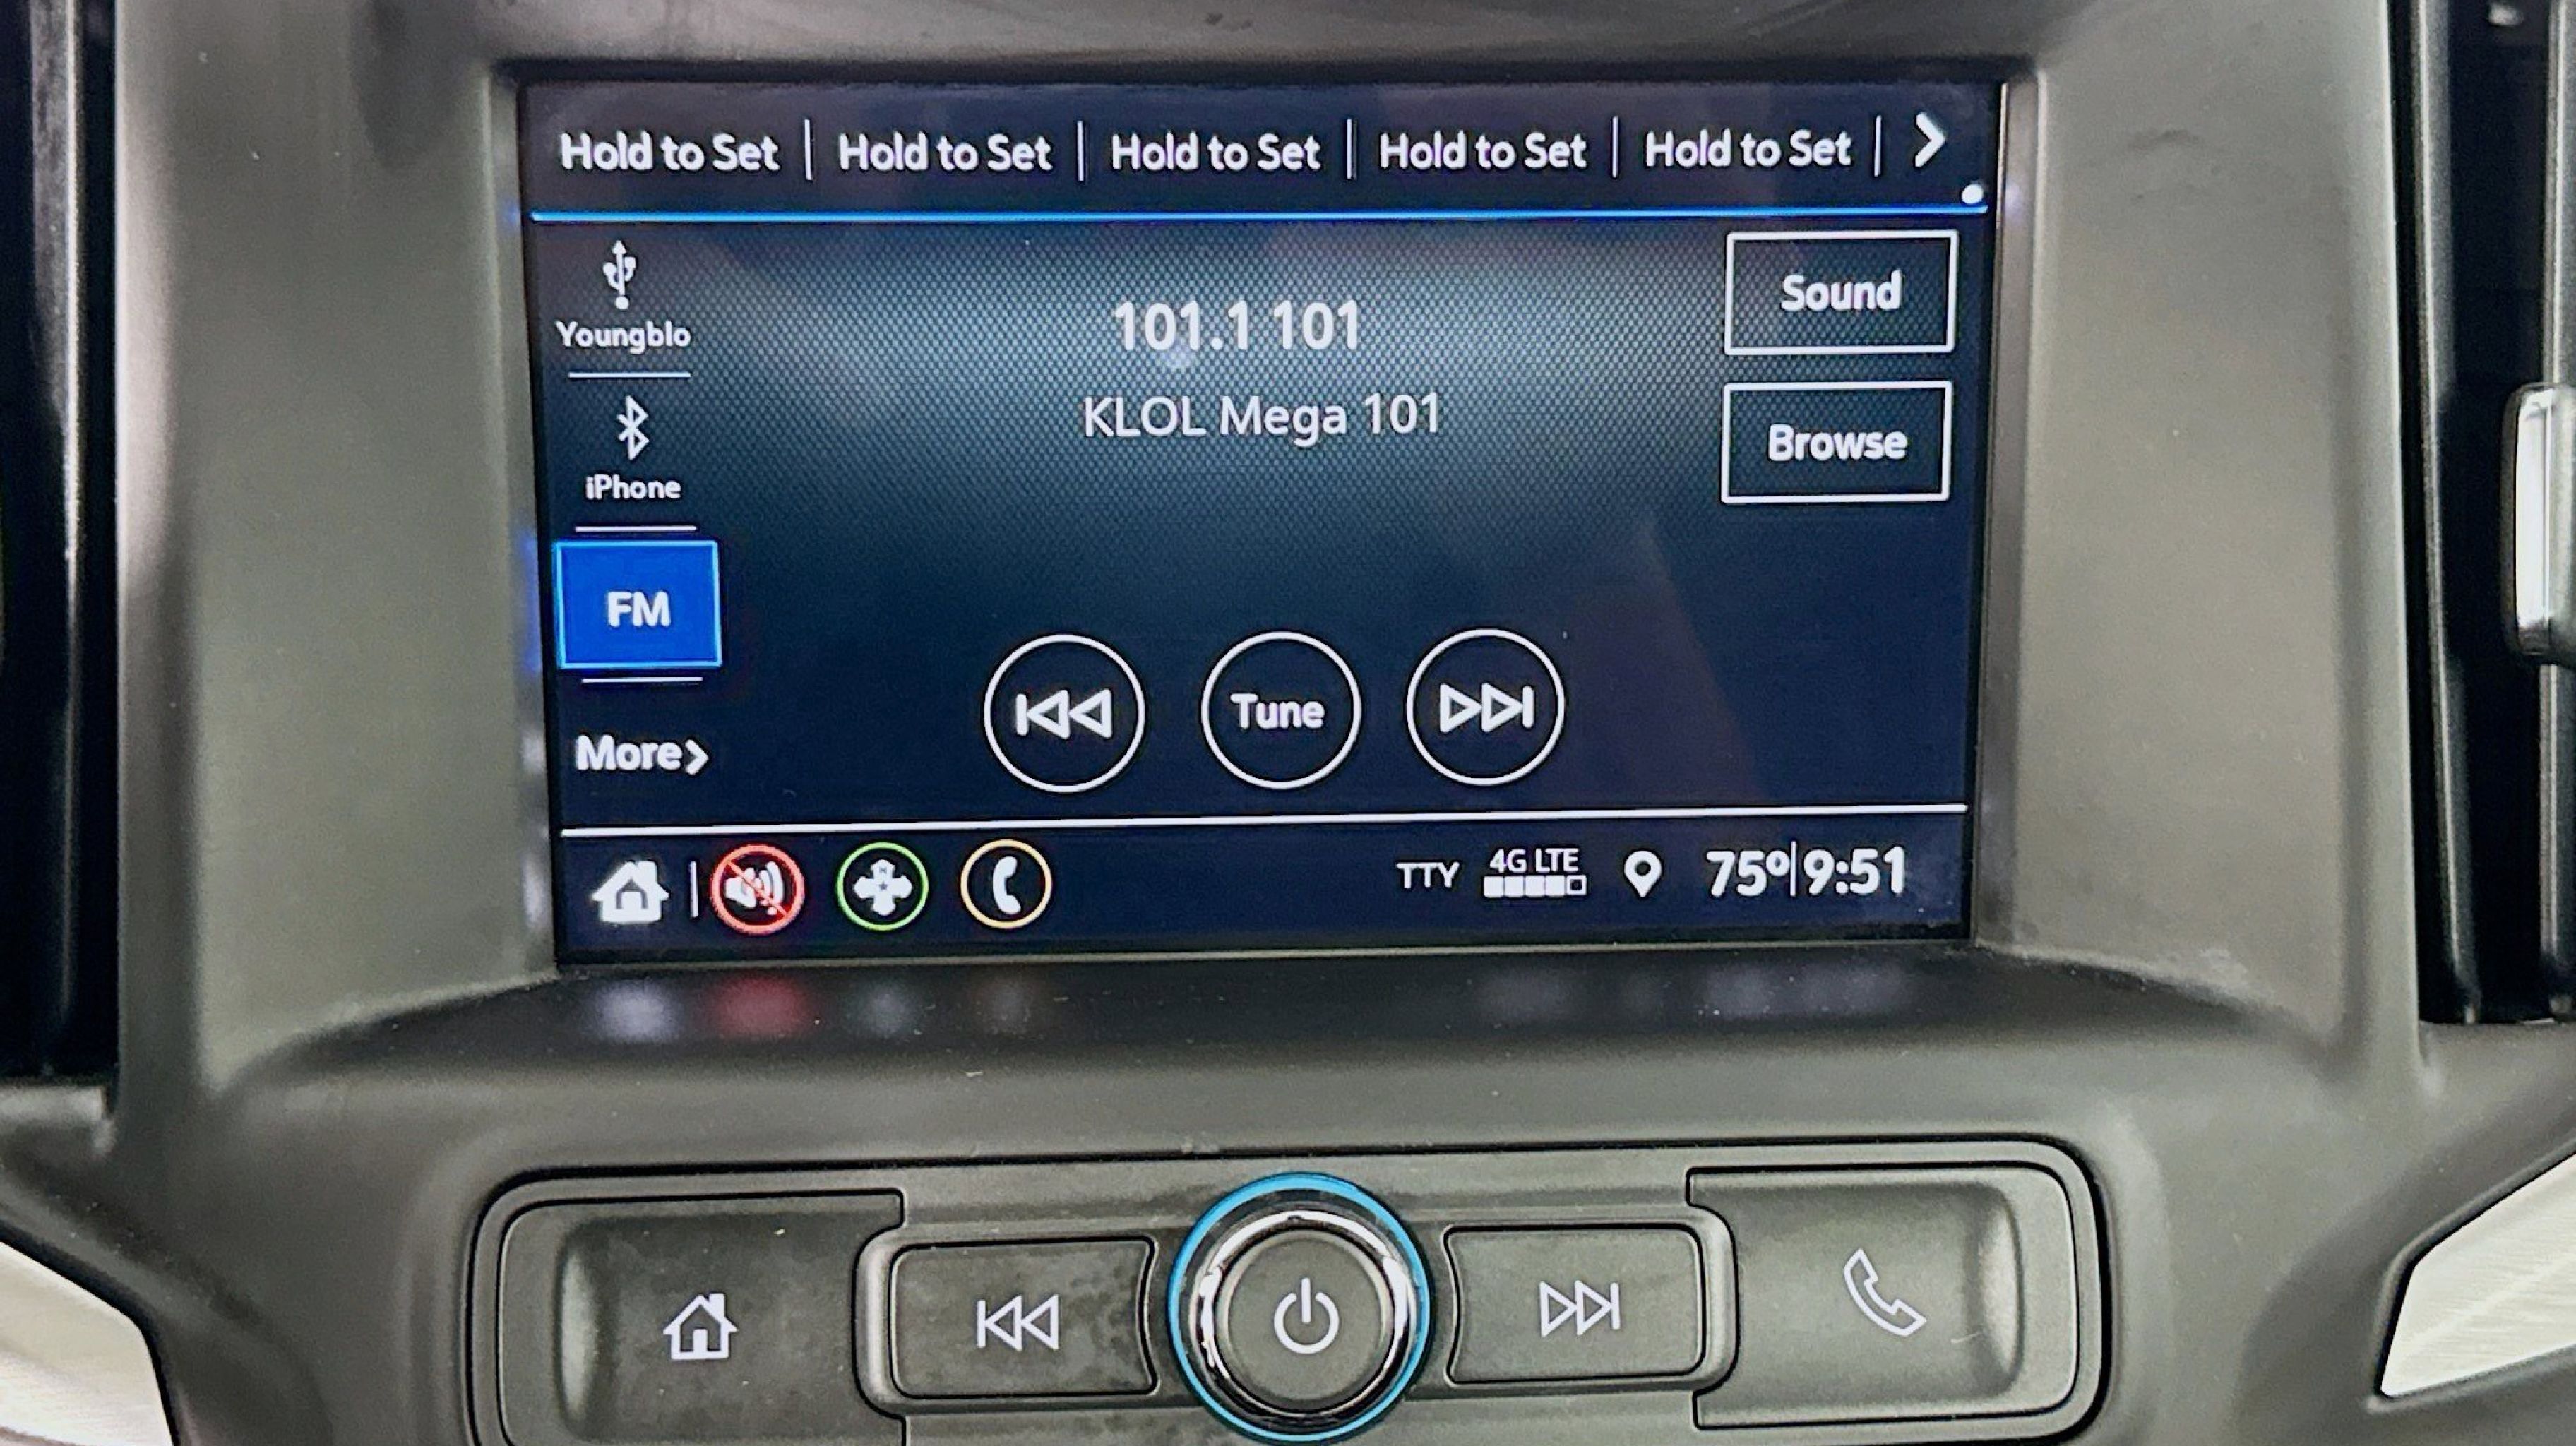 Hold to Set | Hold to Set | Hold to Set | Hold to Set | Hold to Set |
Youngblo
101.1 101
Sound
KLOL Mega 101
Browse
iPhone
FM
Tune
More>
TTY 4G LTE 75°|9:51